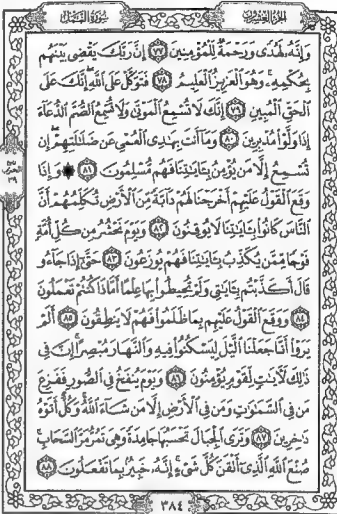 الجزء العشرون
سورة النمل
وَإِنَّهُۥ لَهُدًى وَرَحْمَةٌ لِّلْمُؤْمِنِينَ ٧٧ إِنَّ رَبَّكَ يَقْضِى بَيْنَهُم
بِحُكْمِهِۦ وَهُوَ ٱلْعَزِيزُ ٱلْعَلِيمُ ٧٨ فَتَوَكَّلْ عَلَى ٱللَّهِ إِنَّكَ عَلَى
ٱلْحَقِّ ٱلْمُبِينِ ٧٩ إِنَّكَ لَا تُسْمِعُ ٱلْمَوْتَىٰ وَلَا تُسْمِعُ ٱلصُّمَّ ٱلدُّعَآءَ
إِذَا وَلَّوْا۟ مُدْبِرِينَ ٨٠ وَمَآ أَنتَ بِهَٰدِى ٱلْعُمْىِ عَن ضَلَٰلَتِهِمْ إِن
تُسْمِعُ إِلَّا مَن يُؤْمِنُ بِـَٔايَٰتِنَا فَهُم مُّسْلِمُونَ ٨١ ۞ وَإِذَا
وَقَعَ ٱلْقَوْلُ عَلَيْهِمْ أَخْرَجْنَا لَهُمْ دَآبَّةً مِّنَ ٱلْأَرْضِ تُكَلِّمُهُمْ أَنَّ
ٱلنَّاسَ كَانُوا۟ بِـَٔايَٰتِنَا لَا يُوقِنُونَ ٨٢ وَيَوْمَ نَحْشُرُ مِن كُلِّ أُمَّةٍ
فَوْجًا مِّمَّن يُكَذِّبُ بِـَٔايَٰتِنَا فَهُمْ يُوزَعُونَ ٨٣ حَتَّىٰٓ إِذَا جَآءُو
قَالَ أَكَذَّبْتُم بِـَٔايَٰتِى وَلَمْ تُحِيطُوا۟ بِهَا عِلْمًا أَمَّاذَا كُنتُمْ تَعْمَلُونَ
٨٤ وَوَقَعَ ٱلْقَوْلُ عَلَيْهِم بِمَا ظَلَمُوا۟ فَهُمْ لَا يَنطِقُونَ ٨٥ أَلَمْ
يَرَوْا۟ أَنَّا جَعَلْنَا ٱلَّيْلَ لِيَسْكُنُوا۟ فِيهِ وَٱلنَّهَارَ مُبْصِرًا إِنَّ فِى
ذَٰلِكَ لَـَٔايَٰتٍ لِّقَوْمٍ يُؤْمِنُونَ ٨٦ وَيَوْمَ يُنفَخُ فِى ٱلصُّورِ فَفَزِعَ
مَن فِى ٱلسَّمَٰوَٰتِ وَمَن فِى ٱلْأَرْضِ إِلَّا مَن شَآءَ ٱللَّهُ وَكُلٌّ أَتَوْهُ
دَٰخِرِينَ ٨٧ وَتَرَى ٱلْجِبَالَ تَحْسَبُهَا جَامِدَةً وَهِىَ تَمُرُّ مَرَّ ٱلسَّحَابِ
صُنْعَ ٱللَّهِ ٱلَّذِىٓ أَتْقَنَ كُلَّ شَىْءٍ إِنَّهُۥ خَبِيرٌۢ بِمَا تَفْعَلُونَ ٨٨
٣٨٤